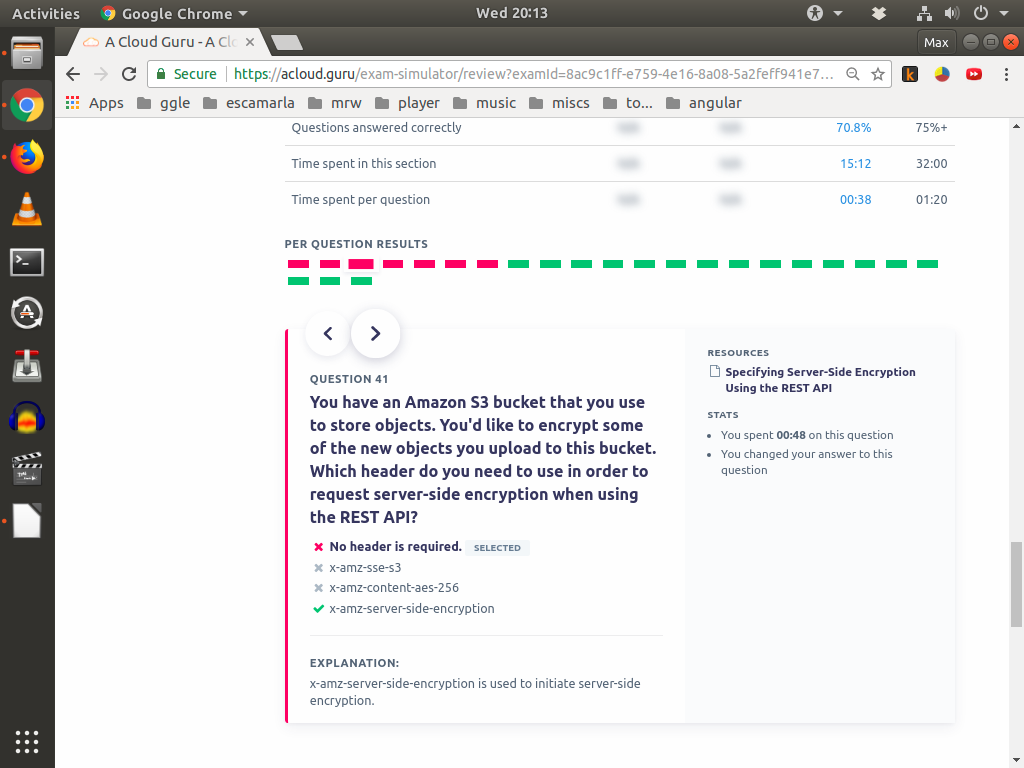 Activities Google Chrome Wed 20:13
A Cloud Guru - A Clo Max
Secure https://acloud.guru/exam-simulator/review?examId=8ac9c1ff-e759-4e16-8a08-5a2feff941e7...
Apps ggle escamarla mrw player music miscs to... angular
Questions answered correctly 70.8% 75%+
Time spent in this section 15:12 32:00
Time spent per question 00:38 01:20
PER QUESTION RESULTS
QUESTION 41
You have an Amazon S3 bucket that you use
to store objects. You'd like to encrypt some
of the new objects you upload to this bucket.
Which header do you need to use in order to
request server-side encryption when using
the REST API?
No header is required. SELECTED
x-amz-sse-s3
x-amz-content-aes-256
x-amz-server-side-encryption
EXPLANATION:
x-amz-server-side-encryption is used to initiate server-side
encryption.
RESOURCES
Specifying Server-Side Encryption
Using the REST API
STATS
You spent 00:48 on this question
You changed your answer to this
question